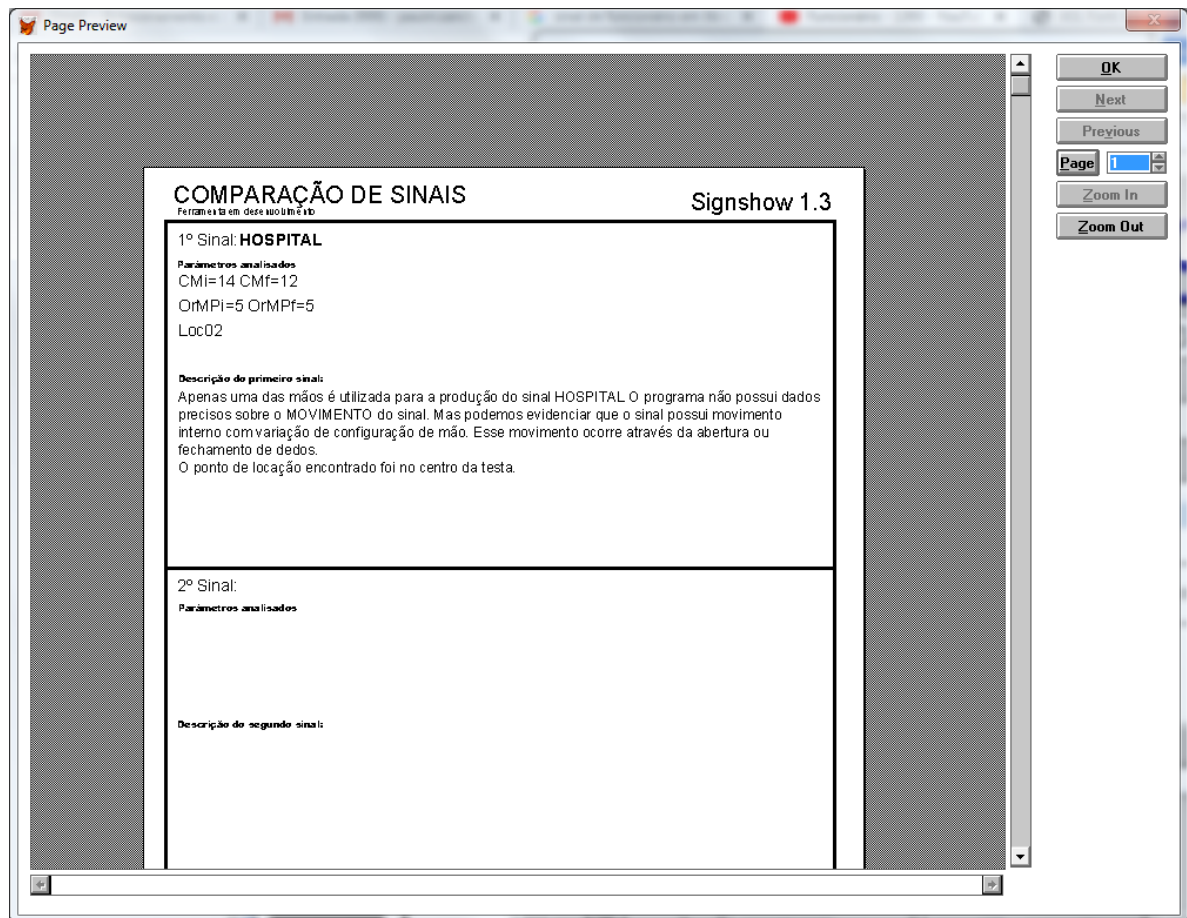 Page Preview
OK
Next
Previous
Page 1
Zoom In
Zoom Out
COMPARAÇÃO DE SINAIS
Signshow 1.3
Ferramenta em desenvolvimento
1º Sinal: HOSPITAL
Parâmetros analisados
CMi=14 CMf=12
OrMPi=5 OrMPf=5
Loc02
Descrição do primeiro sinal:
Apenas uma das mãos é utilizada para a produção do sinal HOSPITAL O programa não possui dados
precisos sobre o MOVIMENTO do sinal. Mas podemos evidenciar que o sinal possui movimento
interno com variação de configuração de mão. Esse movimento ocorre através da abertura ou
fechamento de dedos.
O ponto de locação encontrado foi no centro da testa.
2º Sinal:
Parâmetros analisados
Descrição do segundo sinal: